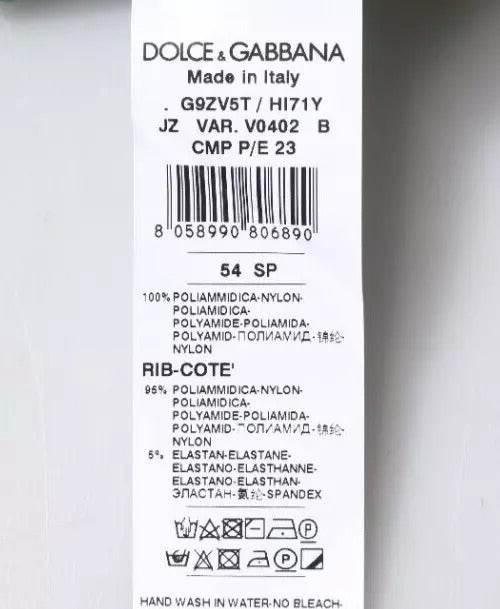 DOLCE & GABBANA
Made in Italy
. G9ZV5T / HI71Y
JZ VAR. V0402 B
CMP P/E 23
8 058990 806890
54 SP
100% POLIAMMIDICA-NYLON-
POLIAMIDICA-
POLYAMIDE-POLIAMIDA-
POLYAMID-ПОЛИАМИД-锦纶-
NYLON
RIB-COTE'
95% POLIAMMIDICA-NYLON-
POLIAMIDICA-
POLYAMIDE-POLIAMIDA-
POLYAMID-ПОЛИАМИД-锦纶-
NYLON
5% ELASTAN-ELASTANE-
ELASTANO-ELASTHANNE-
ELASTANO-ELASTHAN-
ЭЛАСТАН-氨纶-SPANDEX
P
P
HAND WASH IN WATER-NO BLEACH-